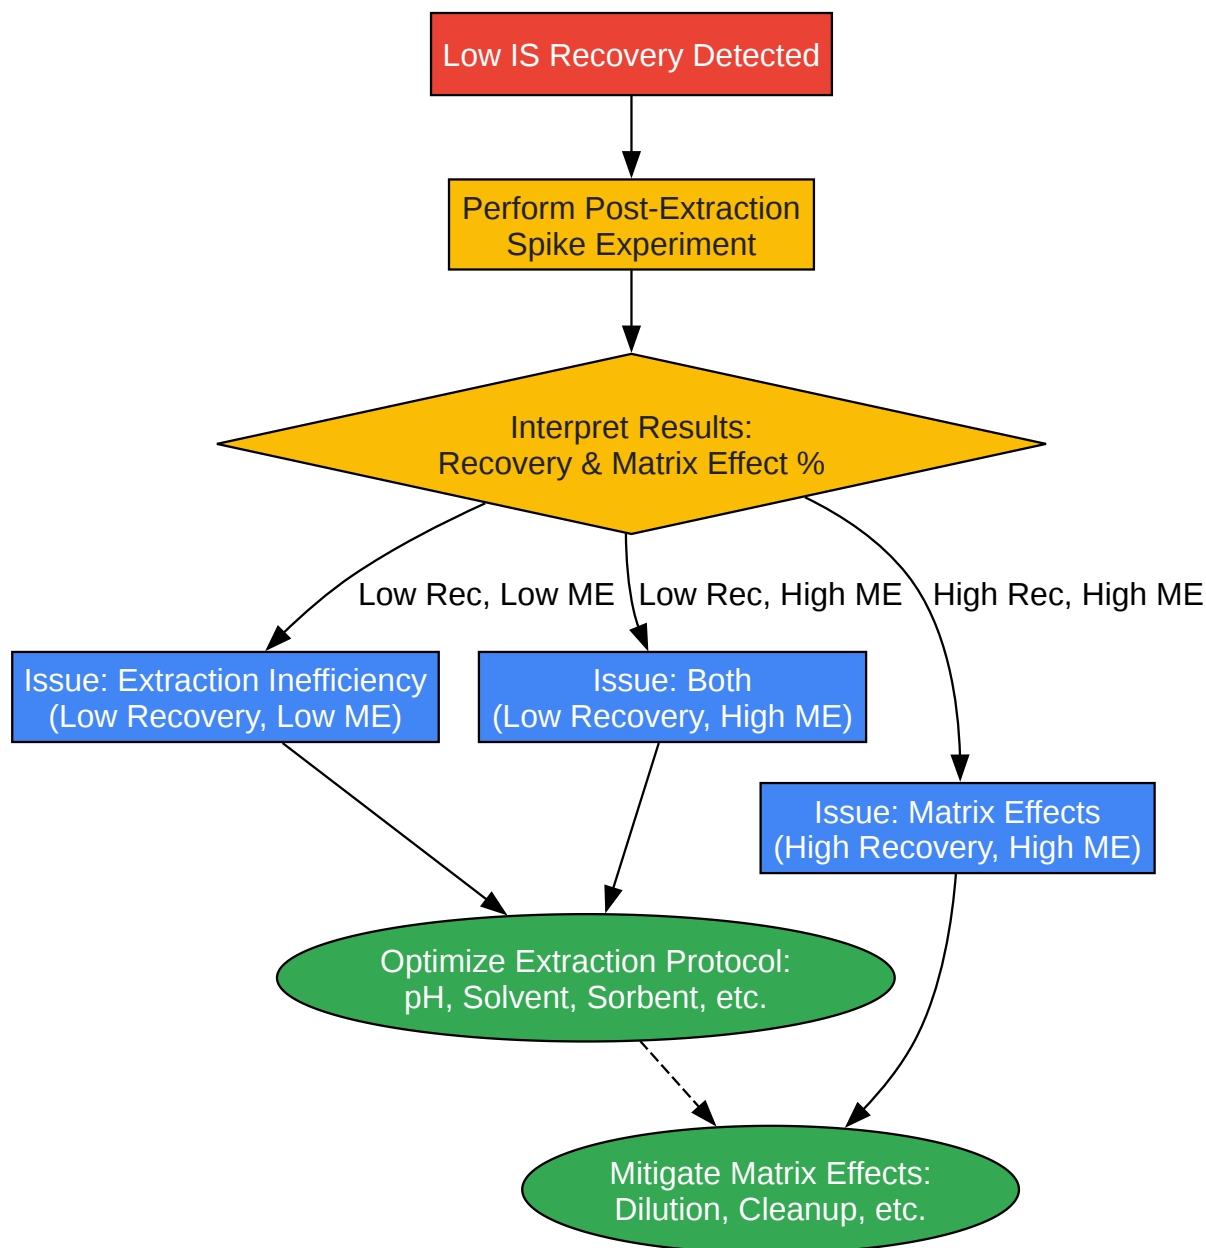 Low IS Recovery Detected
Perform Post-Extraction
Spike Experiment
Interpret Results:
Recovery & Matrix Effect %
Low Rec, Low ME
Low Rec, High ME
High Rec, High ME
Issue: Extraction Inefficiency
(Low Recovery, Low ME)
Issue: Both
(Low Recovery, High ME)
Issue: Matrix Effects
(High Recovery, High ME)
Optimize Extraction Protocol:
pH, Solvent, Sorbent, etc.
Mitigate Matrix Effects:
Dilution, Cleanup, etc.